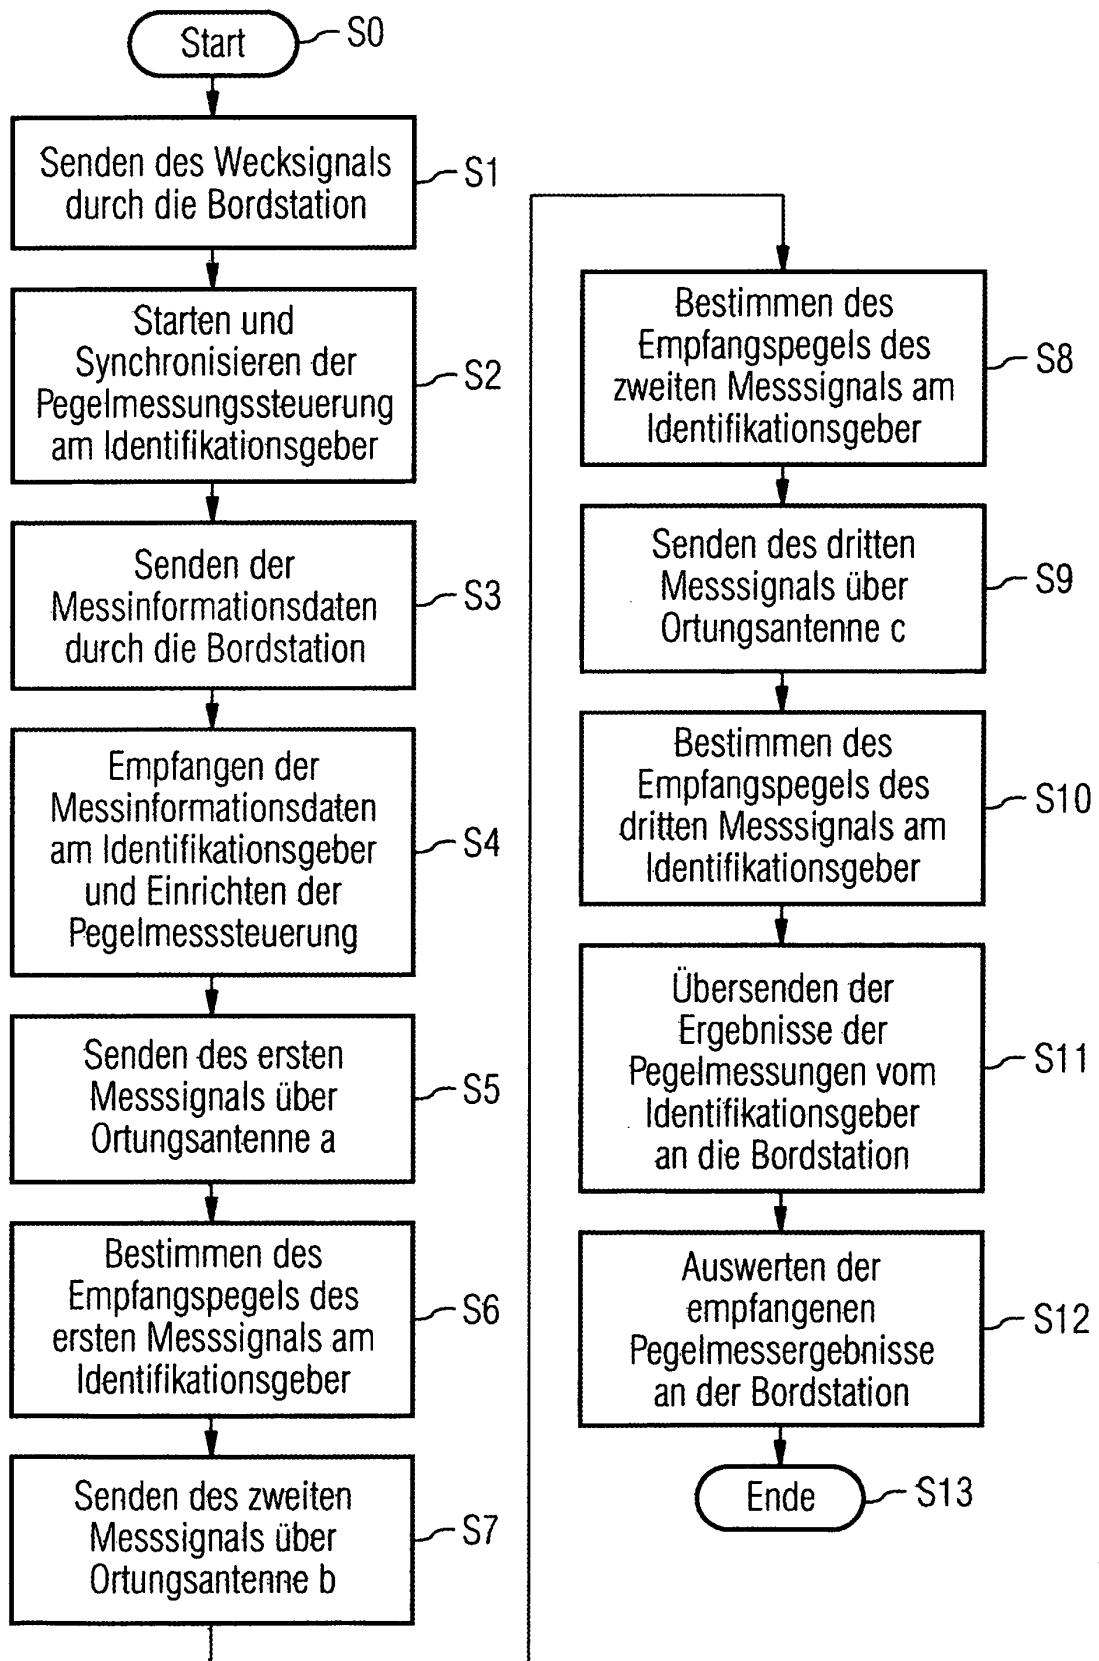 Start
S0
Senden des Wecksignals
durch die Bordstation
S1
Starten und
Synchronisieren der
Pegelmessungssteuerung
am Identifikationsgeber
S2
Senden der
Messinformationsdaten
durch die Bordstation
S3
Empfangen der
Messinformationsdaten
am Identifikationsgeber
und Einrichten der
Pegelmesssteuerung
S4
Senden des ersten
Messsignals über
Ortungsantenne a
S5
Bestimmen des
Empfangspegels des
ersten Messsignals am
Identifikationsgeber
S6
Senden des zweiten
Messsignals über
Ortungsantenne b
S7
Bestimmen des
Empfangspegels des
zweiten Messsignals am
Identifikationsgeber
S8
Senden des dritten
Messsignals über
Ortungsantenne c
S9
Bestimmen des
Empfangspegels des
dritten Messsignals am
Identifikationsgeber
S10
Übersenden der
Ergebnisse der
Pegelmessungen vom
Identifikationsgeber
an die Bordstation
S11
Auswerten der
empfangenen
Pegelmessergebnisse
an der Bordstation
S12
Ende
S13